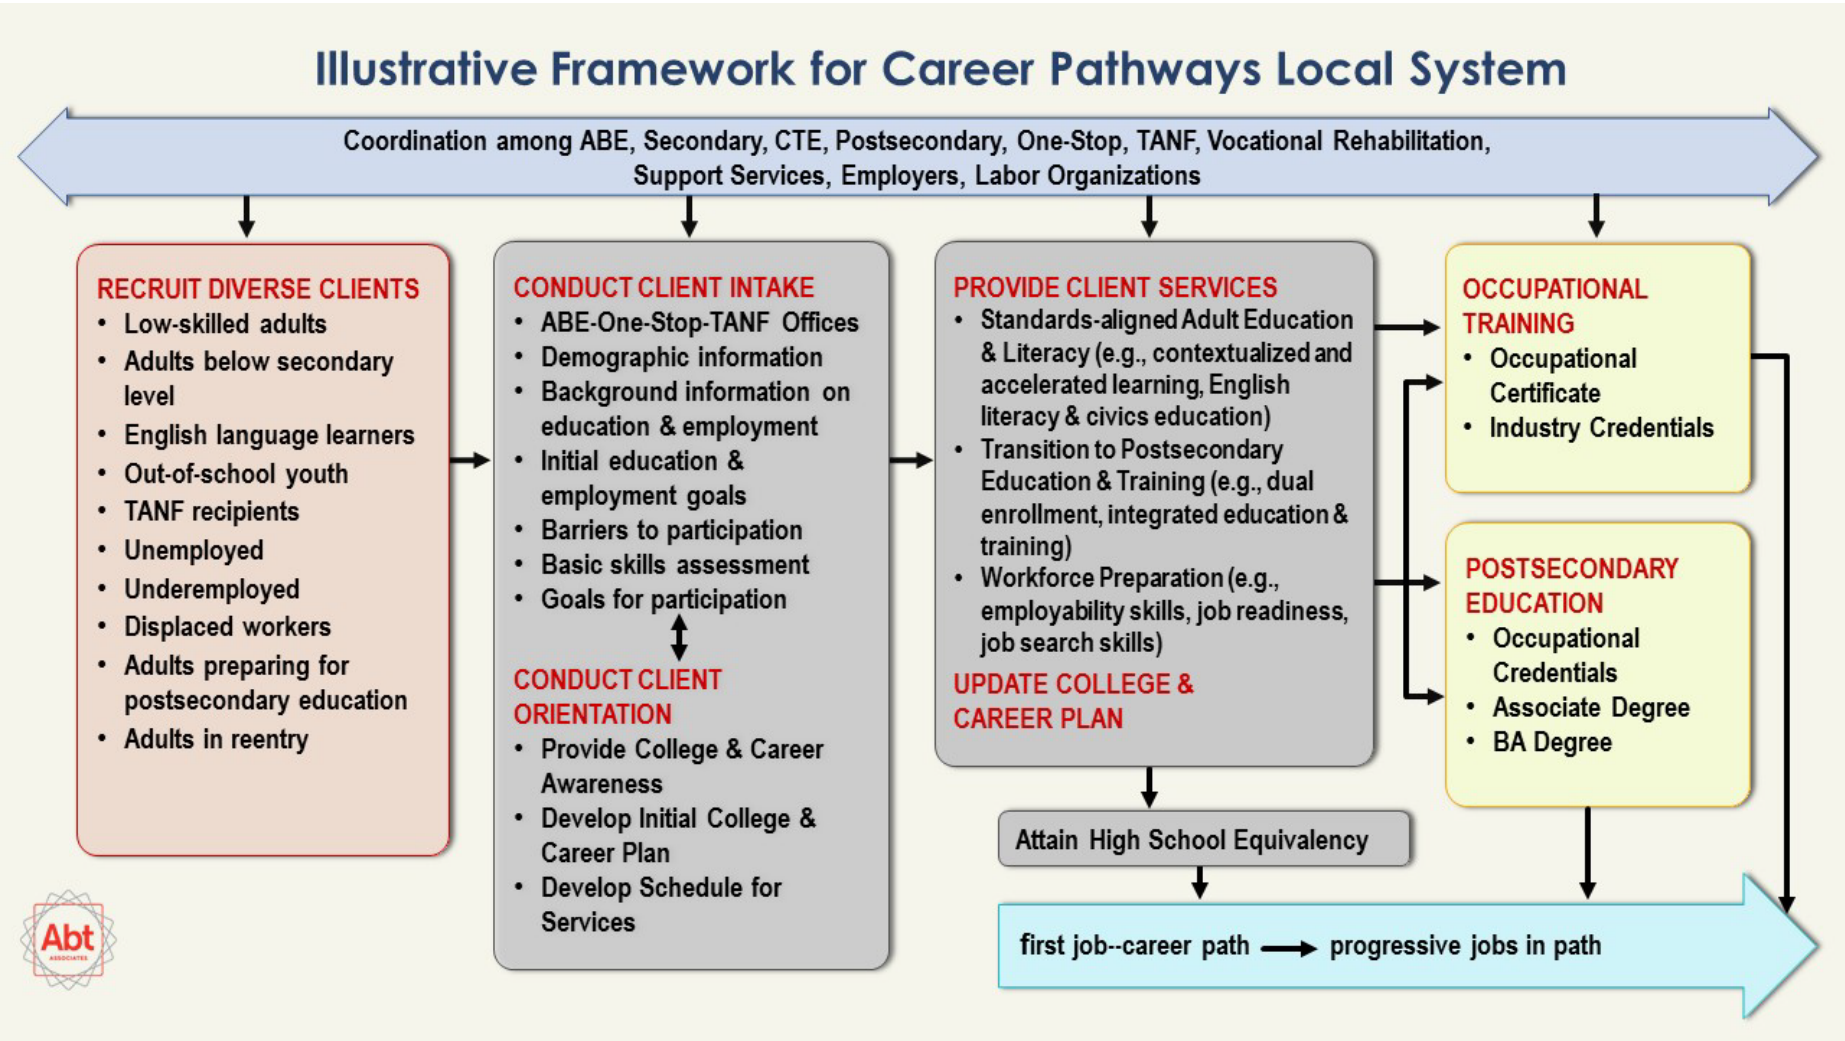 Illustrative Framework for Career Pathways Local System
Coordination among ABE, Secondary, CTE, Postsecondary, One-Stop, TANF, Vocational Rehabilitation,
Support Services, Employers, Labor Organizations
RECRUIT DIVERSE CLIENTS
• Low-skilled adults
• Adults below secondary
level
• English language learners
• Out-of-school youth
• TANF recipients
• Unemployed
• Underemployed
• Displaced workers
• Adults preparing for
postsecondary education
• Adults in reentry
CONDUCT CLIENT INTAKE
• ABE-One-Stop-TANF Offices
• Demographic information
• Background information on
education & employment
• Initial education &
employment goals
• Barriers to participation
• Basic skills assessment
• Goals for participation
CONDUCT CLIENT
ORIENTATION
• Provide College & Career
Awareness
• Develop Initial College &
Career Plan
• Develop Schedule for
Services
PROVIDE CLIENT SERVICES
• Standards-aligned Adult Education
& Literacy (e.g., contextualized and
accelerated learning, English
literacy & civics education)
• Transition to Postsecondary
Education & Training (e.g., dual
enrollment, integrated education &
training)
• Workforce Preparation (e.g.,
employability skills, job readiness,
job search skills)
UPDATE COLLEGE &
CAREER PLAN
Attain High School Equivalency
OCCUPATIONAL
TRAINING
• Occupational
Certificate
• Industry Credentials
POSTSECONDARY
EDUCATION
• Occupational
Credentials
• Associate Degree
• BA Degree
first job--career path → progressive jobs in path
Abt
ASSOCIATES